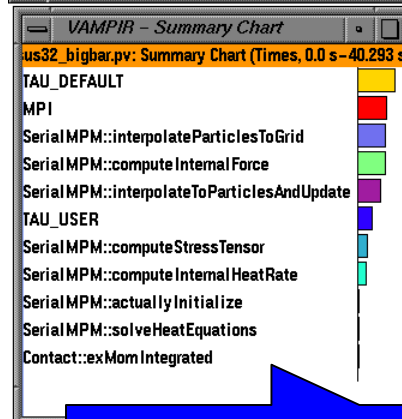 VAMPIR – Summary Chart
sus32_bigbar.pv: Summary Chart (Times, 0.0 s–40.293 s
TAU_DEFAULT
MPI
SerialMPM::interpolateParticlesToGrid
SerialMPM::computeInternalForce
SerialMPM::interpolateToParticlesAndUpdate
TAU_USER
SerialMPM::computeStressTensor
SerialMPM::computeInternalHeatRate
SerialMPM::actuallyInitialize
SerialMPM::solveHeatEquations
Contact::exMomIntegrated